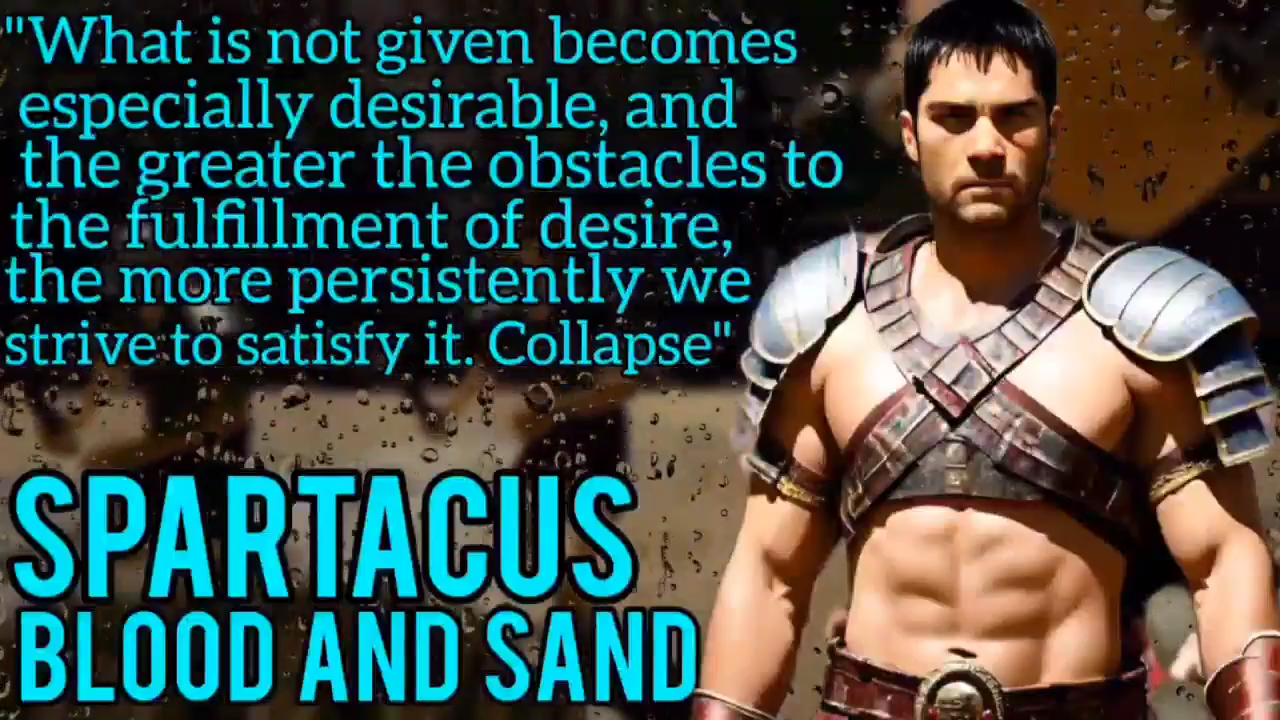 "What is not given becomes
especially desirable, and
the greater the obstacles to
the fulfillment of desire,
the more persistently we
strive to satisfy it. Collapse"
SPARTACUS
BLOOD AND SAND